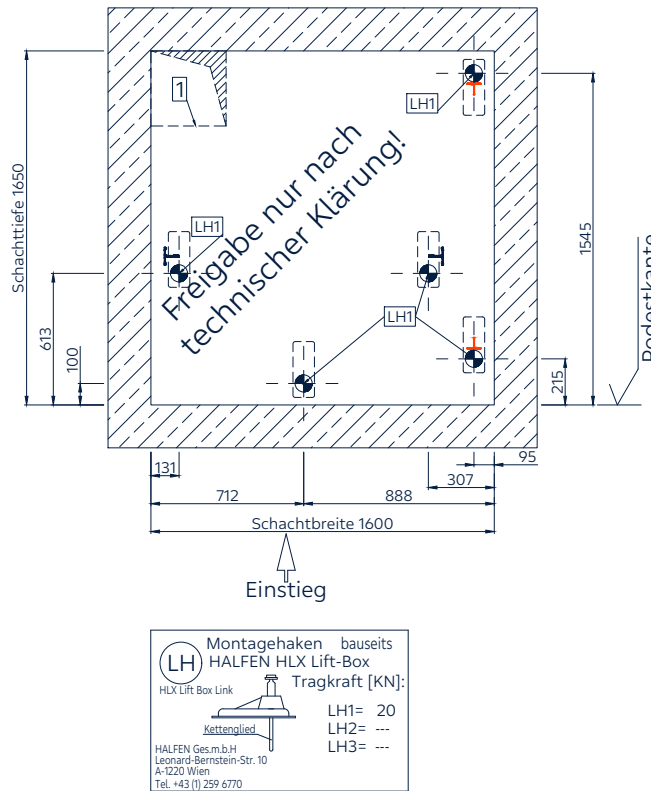 LH1
1
Schachttiefe 1650
Freigabe nur nach
technischer Klärung!
LH1
1545
Podestkante
LH1
613
100
215
131
95
307
712
888
Schachtbreite 1600
Einstieg
LH
Montagehaken bauseits
HALFEN HLX Lift-Box
HLX Lift Box Link
Tragkraft [KN]:
LH1= 20
LH2= ---
LH3= ---
Kettenglied
HALFEN Ges.m.b.H
Leonard-Bernstein-Str. 10
A-1220 Wien
Tel. +43 (1) 259 6770